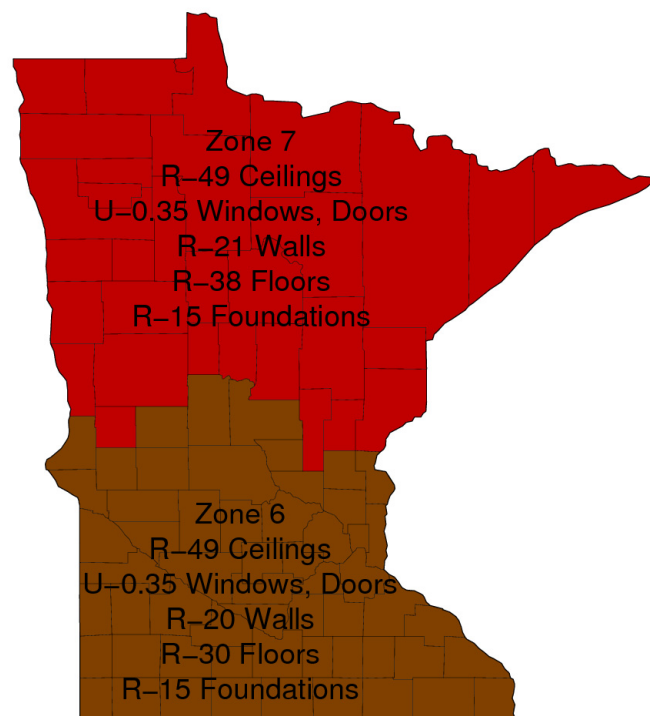 Zone 7
R−49 Ceilings
U−0.35 Windows, Doors
R−21 Walls
R−38 Floors
R−15 Foundations
Zone 6
R−49 Ceilings
U−0.35 Windows, Doors
R−20 Walls
R−30 Floors
R−15 Foundations